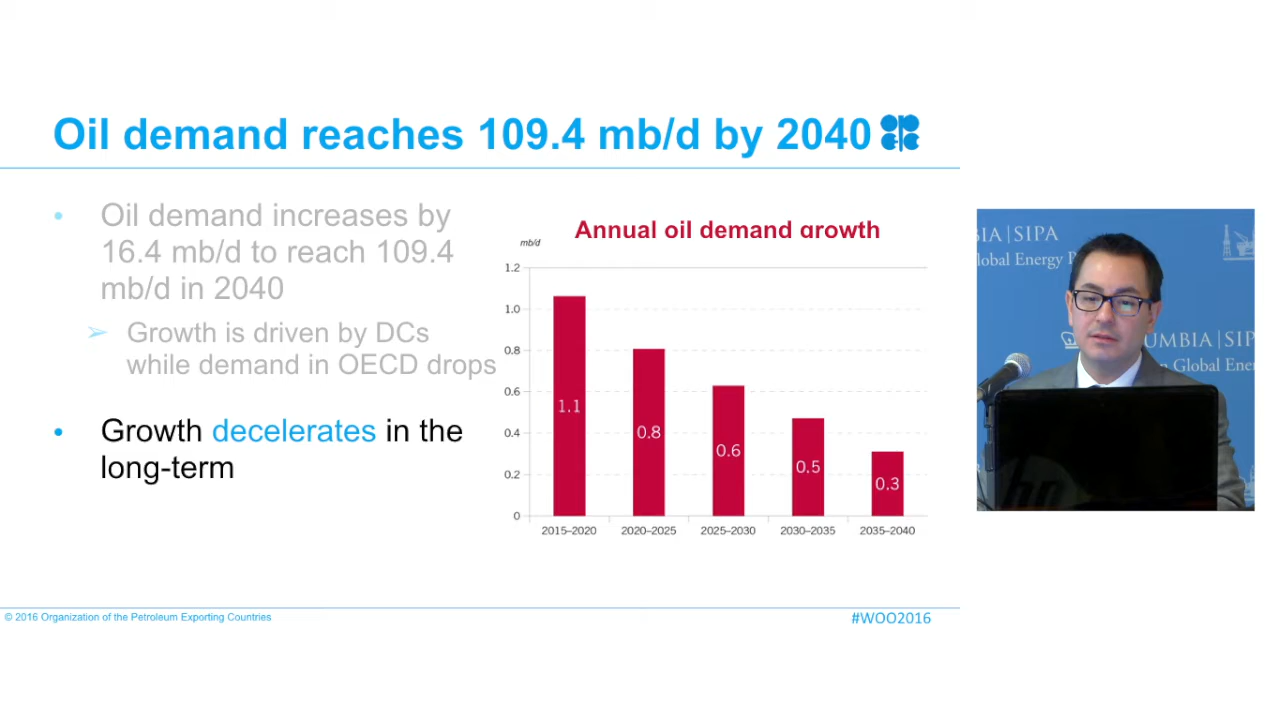 Oil demand reaches 109.4 mb/d by 2040
Oil demand increases by
16.4 mb/d to reach 109.4
mb/d in 2040
➢ Growth is driven by DCs
while demand in OECD drops
• Growth decelerates in the
long-term
Annual oil demand growth
mb/d
1.2
1.0
0.8
0.6
0.4
0.2
0
1.1
0.8
0.6
0.5
0.3
2015–2020 2020–2025 2025–2030 2030–2035 2035–2040
© 2016 Organization of the Petroleum Exporting Countries
#WOO2016
BIA | SIPA
lobal Energy P
UMBIA | SIP
n Global Ener
hp